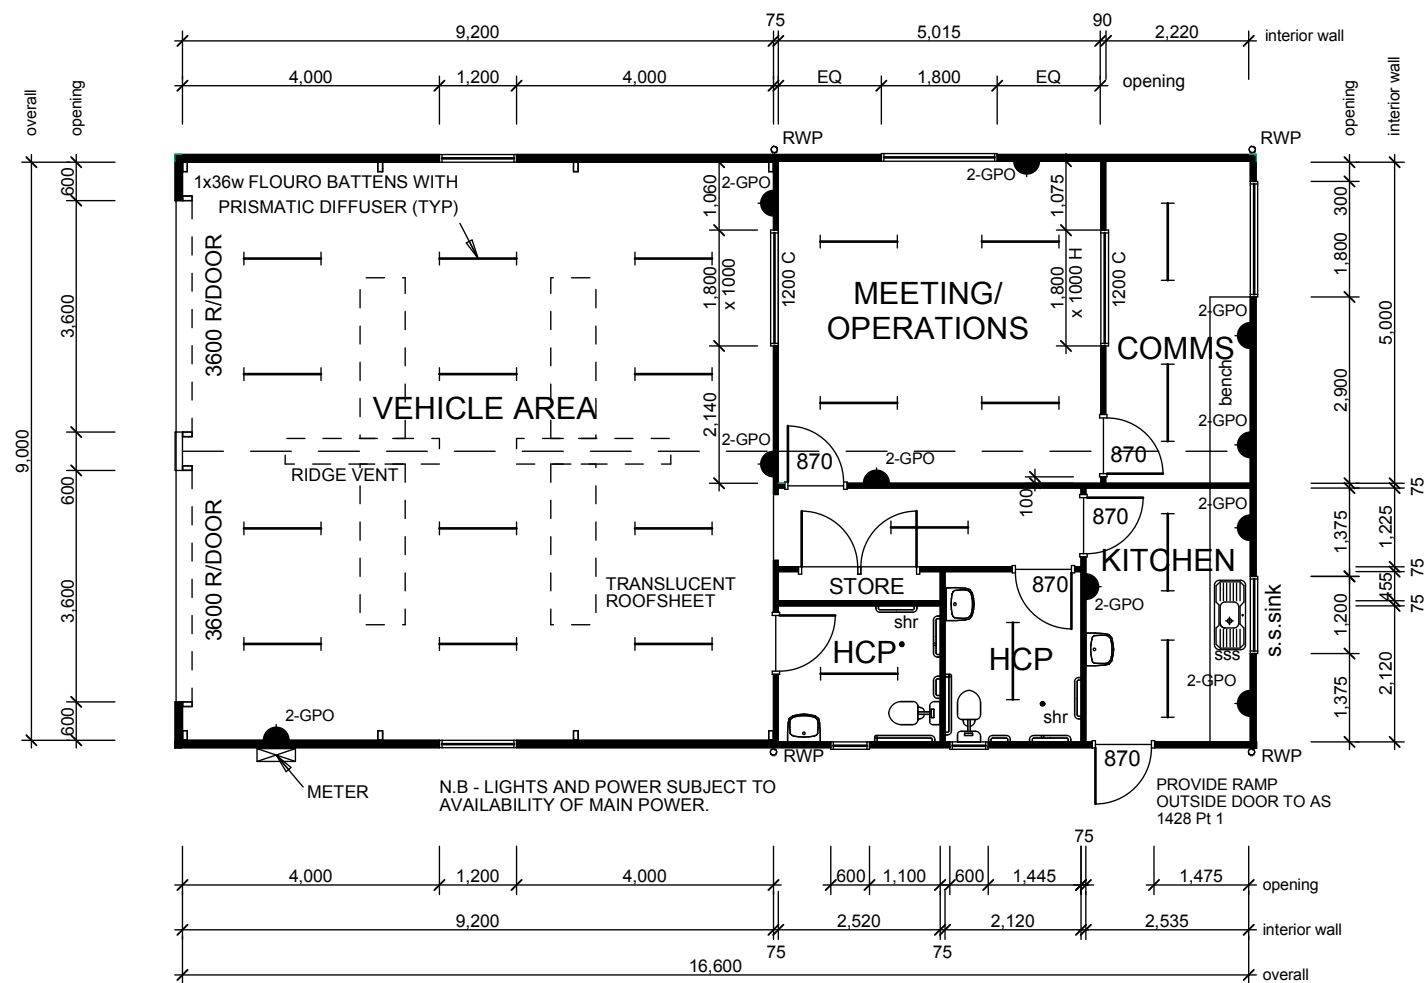 75
90
9,200
5,015
2,220
interior wall
4,000
1,200
4,000
EQ
1,800
EQ
opening
overall
opening
opening
interior wall
RWP
RWP
600
3,600
600
3,600
600
9,000
1x36w FLOURO BATTENS WITH
PRISMATIC DIFFUSER (TYP)
3600 R/DOOR
3600 R/DOOR
VEHICLE AREA
RIDGE VENT
TRANSLUCENT
ROOFSHEET
2-GPO
1,060
1,800
x 1000
1200 C
2,140
2-GPO
2-GPO
1,075
1,800
x 1000 H
1200 C
MEETING/
OPERATIONS
870
2-GPO
100
COMMS
bench
2-GPO
2-GPO
870
870
KITCHEN
2-GPO
2-GPO
2-GPO
SSS
s.s.sink
STORE
870
HCP
shr
HCP
shr
300
1,800
2,900
1,375
1,200
1,375
5,000
75
1,225
75
455
75
2,120
2-GPO
METER
N.B - LIGHTS AND POWER SUBJECT TO
AVAILABILITY OF MAIN POWER.
RWP
870
RWP
PROVIDE RAMP
OUTSIDE DOOR TO AS
1428 Pt 1
75
4,000
1,200
4,000
600
1,100
600
1,445
1,475
opening
9,200
2,520
2,120
2,535
interior wall
75
75
16,600
overall